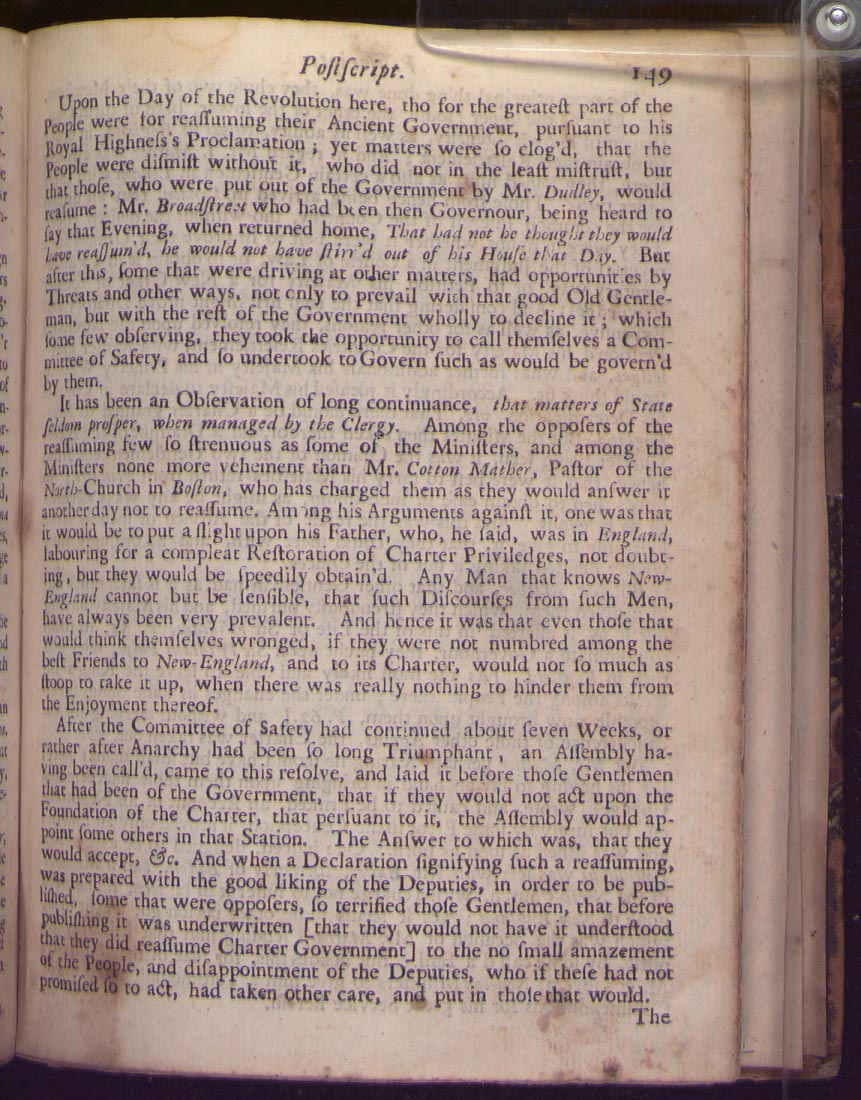 Postſcript. 149
Upon the Day of the Revolution here, tho for the greateſt part of the
People were for reaſſuming their Ancient Government, purſuant to his
Royal Highneſs's Proclamation ; yet matters were ſo clog'd, that the
People were diſmiſt without it, who did not in the leaſt miſtruſt, but
that thoſe, who were put out of the Government by Mr. Dudley, would
reaſume : Mr. Broadſtreet who had been then Governour, being heard to
ſay that Evening, when returned home, That had not he thought they would
have reaſſum'd, he would not have ſtirr'd out of his Houſe that Day. But
after this, ſome that were driving at other matters, had opportunities by
Threats and other ways, not only to prevail with that good Old Gentle-
man, but with the reſt of the Government wholly to decline it ; which
ſome few obſerving, they took the opportunity to call themſelves a Com-
mittee of Safety, and ſo undertook to Govern ſuch as would be govern'd
by them.
It has been an Obſervation of long continuance, that matters of State
ſeldom proſper, when managed by the Clergy. Among the oppoſers of the
reaſſuming few ſo ſtrenuous as ſome of the Miniſters, and among the
Miniſters none more vehement than Mr. Cotton Mather, Paſtor of the
North-Church in Boſton, who has charged them as they would anſwer it
another day not to reaſſume. Among his Arguments againſt it, one was that
it would be to put a ſlight upon his Father, who, he ſaid, was in England,
labouring for a compleat Reſtoration of Charter Priviledges, not doubt-
ing, but they would be ſpeedily obtain'd. Any Man that knows New-
England cannot but be ſenſible, that ſuch Diſcourſes from ſuch Men,
have always been very prevalent. And hence it was that even thoſe that
would think themſelves wronged, if they were not numbred among the
beſt Friends to New-England, and to its Charter, would not ſo much as
ſtoop to take it up, when there was really nothing to hinder them from
the Enjoyment thereof.
After the Committee of Safety had continued about ſeven Weeks, or
rather after Anarchy had been ſo long Triumphant, an Aſſembly ha-
ving been call'd, came to this reſolve, and laid it before thoſe Gentlemen
that had been of the Government, that if they would not act upon the
Foundation of the Charter, that perſuant to it, the Aſſembly would ap-
point ſome others in that Station. The Anſwer to which was, that they
would accept, &c. And when a Declaration ſignifying ſuch a reaſſuming,
was prepared with the good liking of the Deputies, in order to be pub-
liſhed, ſome that were oppoſers, ſo terrified thoſe Gentlemen, that before
publiſhing it was underwritten [that they would not have it underſtood
that they did reaſſume Charter Government] to the no ſmall amazement
of the People, and diſappointment of the Deputies, who if theſe had not
promiſed ſo to act, had taken other care, and put in thoſe that would.
The